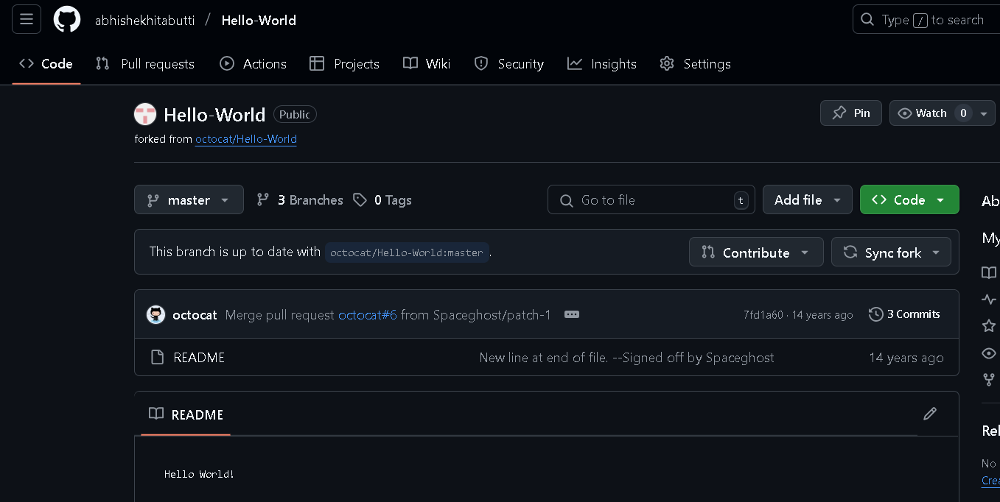 abhishekhitabutti / Hello-World
Type / to search
Code Pull requests Actions Projects Wiki Security Insights Settings
Hello-World Public
Pin Watch 0
forked from octocat/Hello-World
master 3 Branches 0 Tags
Go to file t Add file Code
Ab
This branch is up to date with octocat/Hello-World:master.
Contribute Sync fork
My
octocat Merge pull request octocat#6 from Spaceghost/patch-1 7fd1a60 · 14 years ago 3 Commits
README New line at end of file. --Signed off by Spaceghost 14 years ago
README
Rel
Hello World!
No
Crea